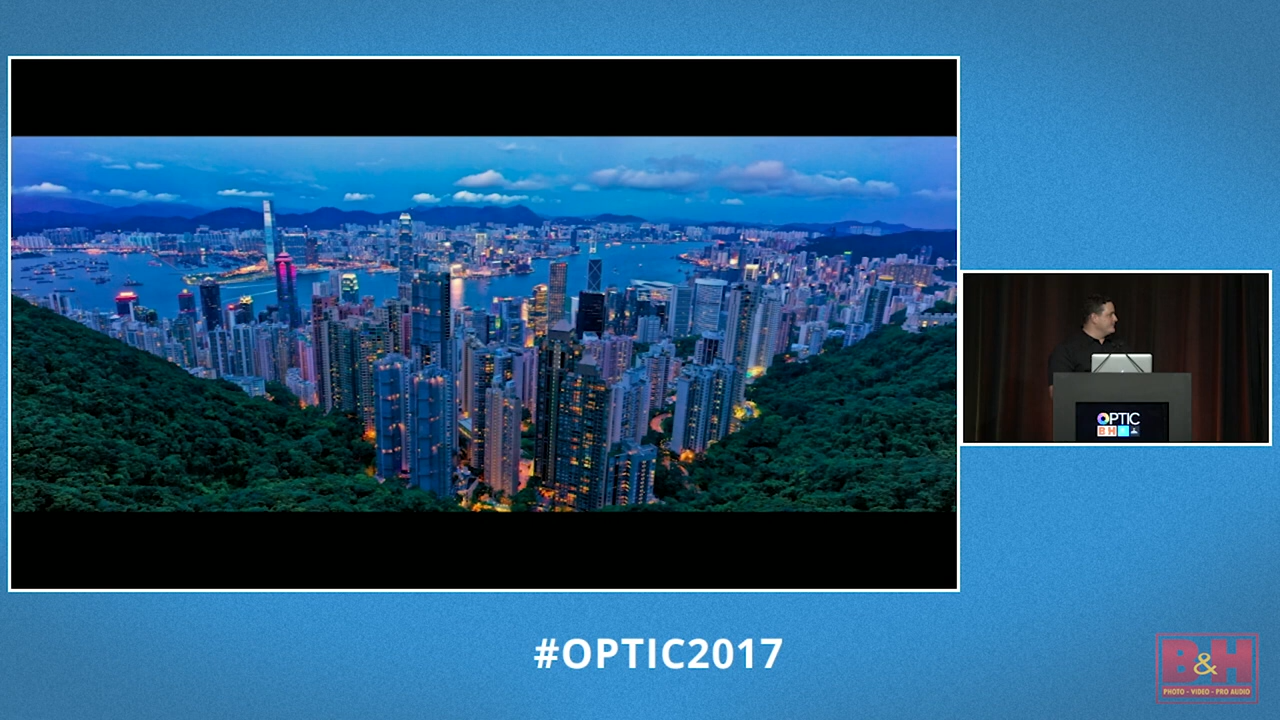 OPTIC
B H
#OPTIC2017
B&H
PHOTO - VIDEO - PRO AUDIO